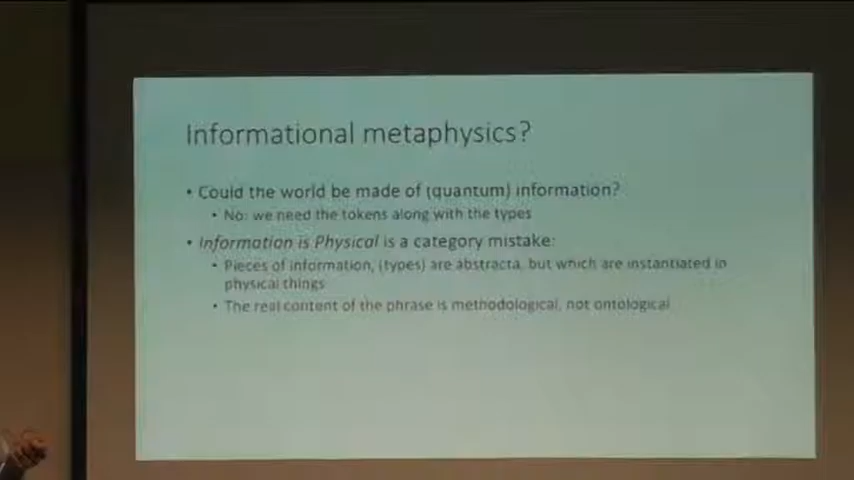 Informational metaphysics?
• Could the world be made of (quantum) information?
• No: we need the tokens along with the types
• Information is Physical is a category mistake:
• Pieces of information, (types) are abstracta, but which are instantiated in
physical things
• The real content of the phrase is methodological, not ontological